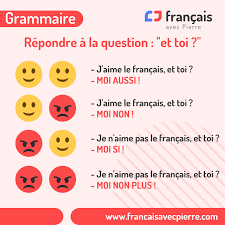 Grammaire
français
avec Pierre
Répondre à la question : "et toi ?"
- J'aime le français, et toi ?
- MOI AUSSI !
- J'aime le français, et toi ?
- MOI NON !
- Je n'aime pas le français, et toi ?
- MOI SI !
- Je n'aime pas le français, et toi ?
- MOI NON PLUS !
www.francaisavecpierre.com